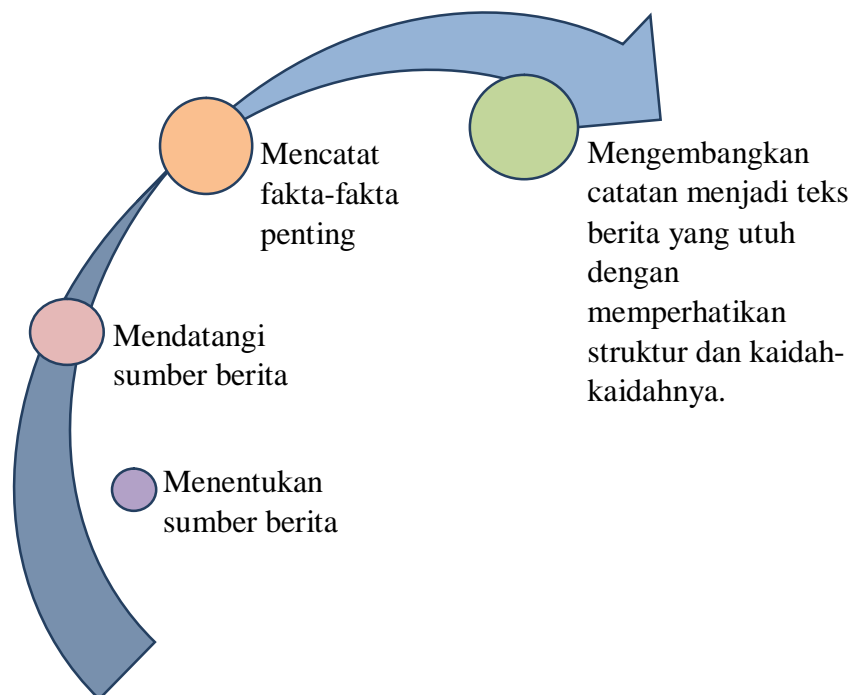 Mencatat
fakta-fakta
penting
Mengembangkan
catatan menjadi teks
berita yang utuh
dengan
memperhatikan
struktur dan kaidah-
kaidahnya.
Mendatangi
sumber berita
Menentukan
sumber berita